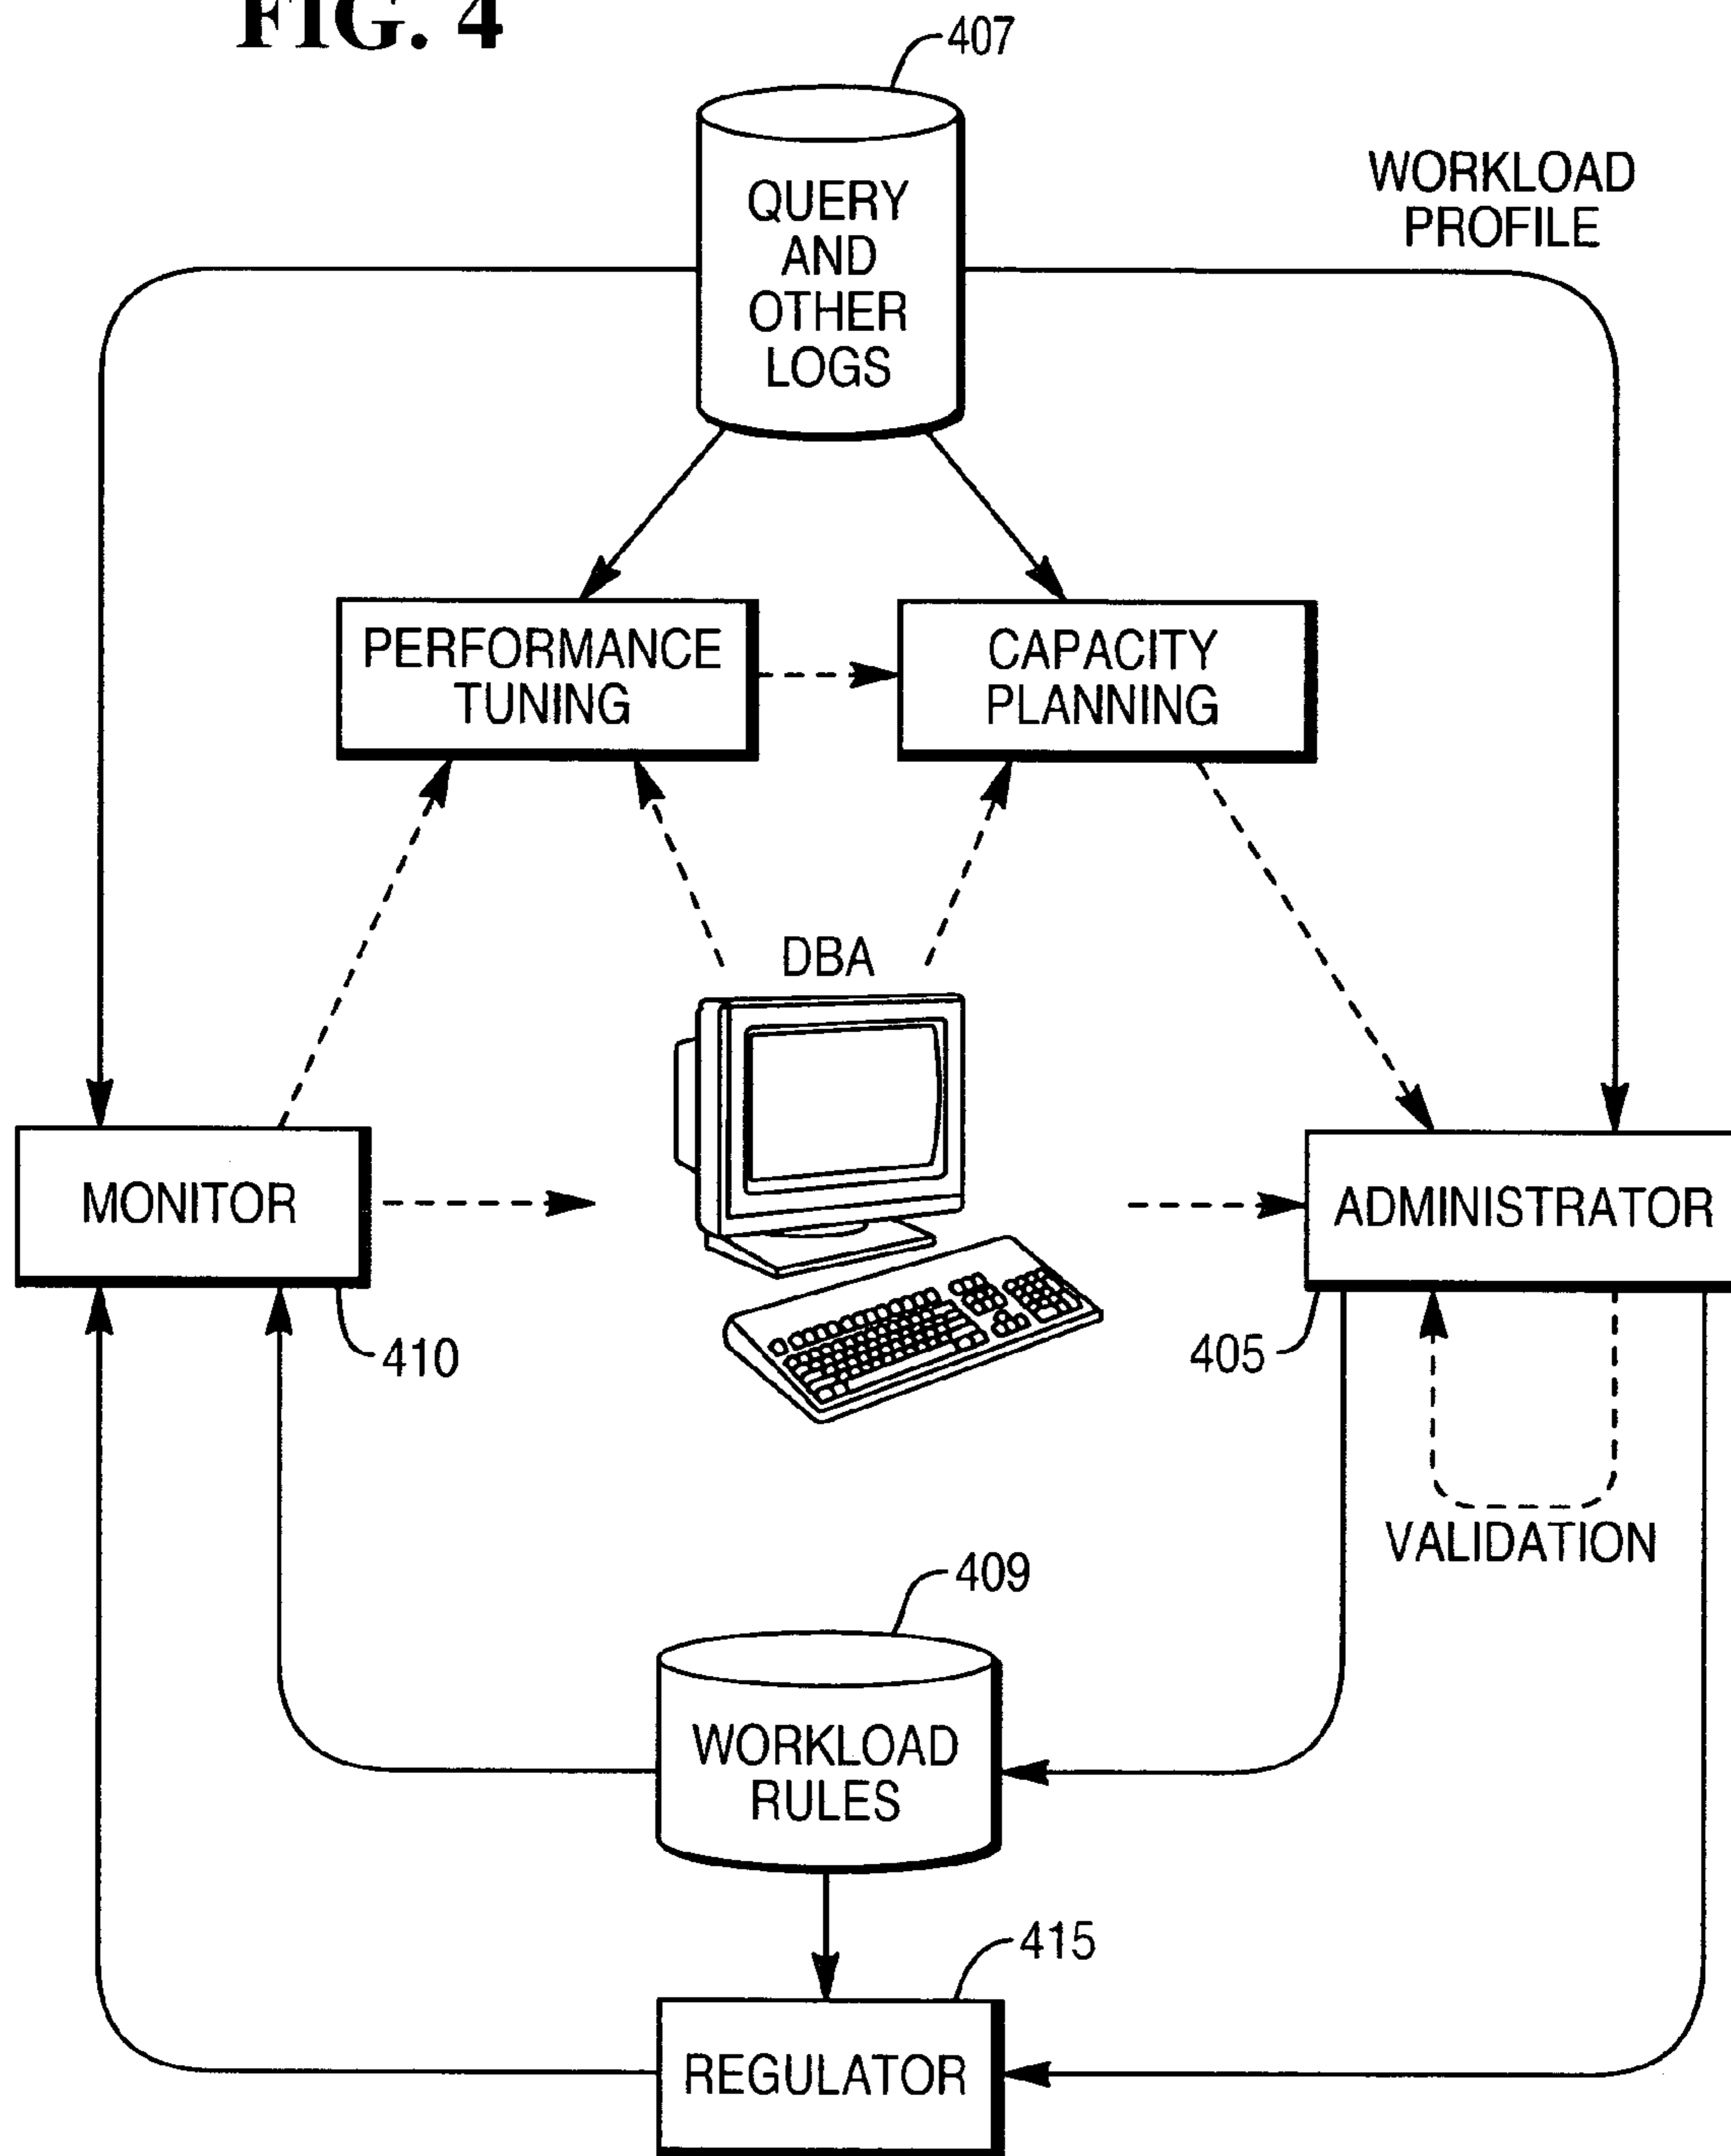 FIG. 4
407
QUERY
AND
OTHER
LOGS
WORKLOAD
PROFILE
PERFORMANCE
TUNING
CAPACITY
PLANNING
DBA
MONITOR
ADMINISTRATOR
410
405
VALIDATION
409
WORKLOAD
RULES
415
REGULATOR